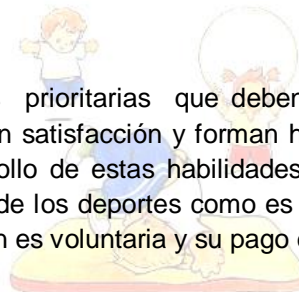 prioritarias que deben
satisfacción y forman h
ollo de estas habilidades
de los deportes como es
es voluntaria y su pago